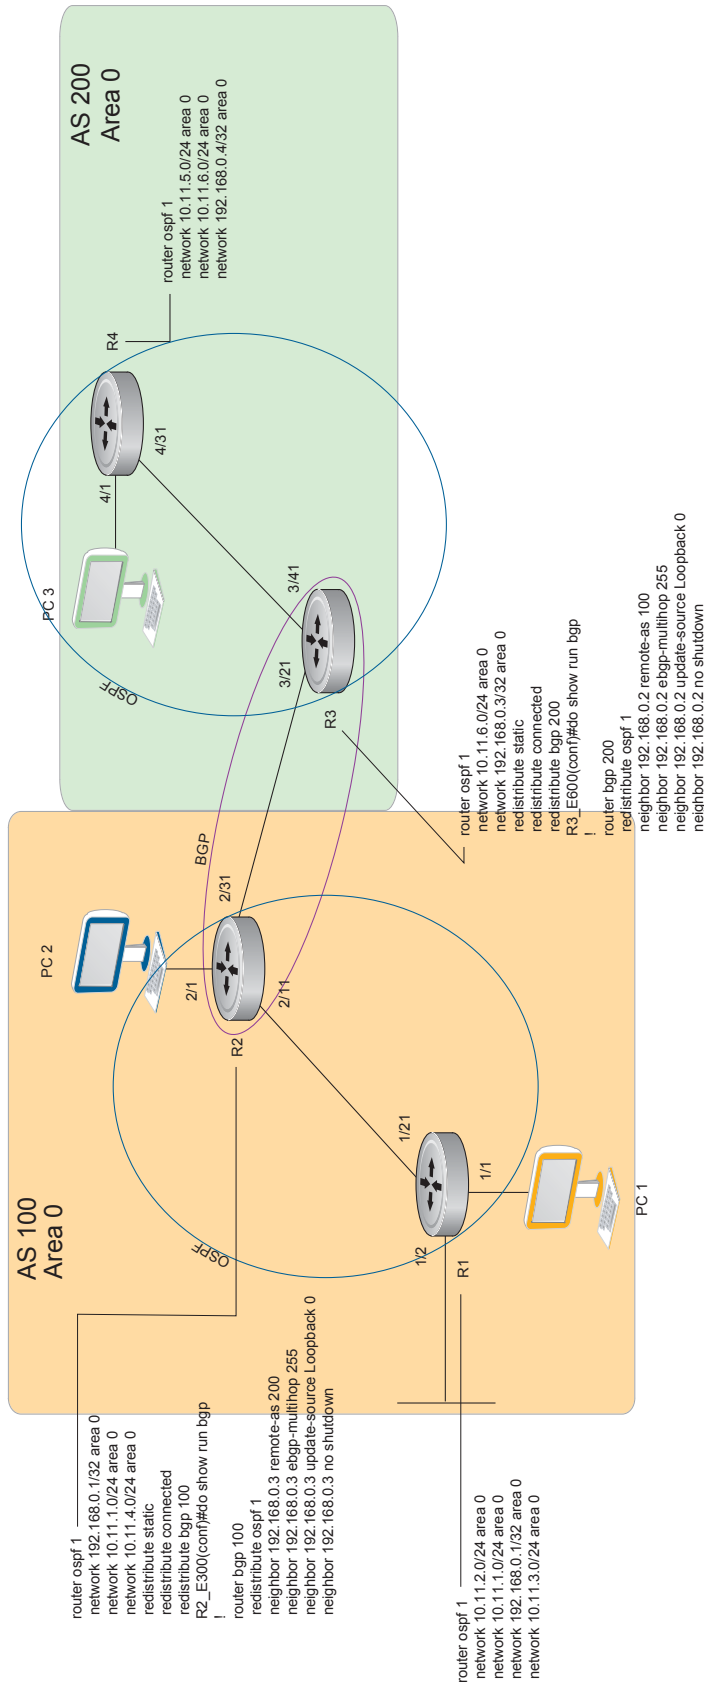 AS 100
Area 0
AS 200
Area 0
router ospf 1
network 192.168.0.1/32 area 0
network 10.11.1.0/24 area 0
network 10.11.4.0/24 area 0
redistribute static
redistribute connected
redistribute bgp 100
R2_E300(conf)#do show run bgp
!
router bgp 100
redistribute ospf 1
neighbor 192.168.0.3 remote-as 200
neighbor 192.168.0.3 ebgp-multihop 255
neighbor 192.168.0.3 update-source Loopback 0
neighbor 192.168.0.3 no shutdown
OSPF
PC 2
2/1
2/31
R2
2/11
BGP
1/21
1/2
1/1
R1
PC 1
router ospf 1
network 10.11.2.0/24 area 0
network 10.11.1.0/24 area 0
network 192.168.0.1/32 area 0
network 10.11.3.0/24 area 0
OSPF
PC 3
4/1
4/31
R4
router ospf 1
network 10.11.5.0/24 area 0
network 10.11.6.0/24 area 0
network 192.168.0.4/32 area 0
3/21
3/41
R3
router ospf 1
network 10.11.6.0/24 area 0
network 192.168.0.3/32 area 0
redistribute static
redistribute connected
redistribute bgp 200
R3_E600(conf)#do show run bgp
!
router bgp 200
redistribute ospf 1
neighbor 192.168.0.2 remote-as 100
neighbor 192.168.0.2 ebgp-multihop 255
neighbor 192.168.0.2 update-source Loopback 0
neighbor 192.168.0.2 no shutdown